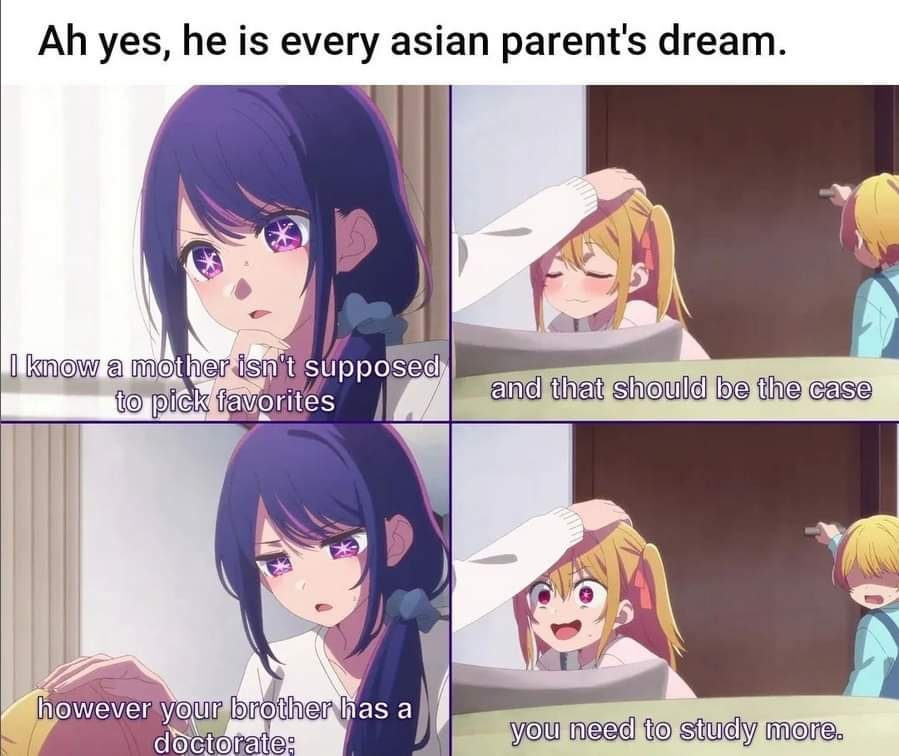 Ah yes, he is every asian parent's dream.
I know a mother isn't supposed
to pick favorites
and that should be the case
however your brother has a
doctorate;
you need to study more.